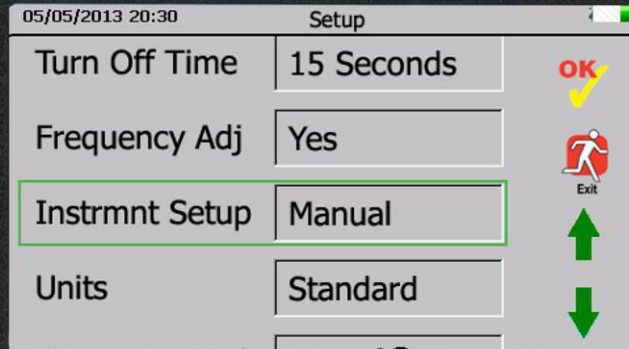 05/05/2013 20:30 Setup
Turn Off Time 15 Seconds
OK
Frequency Adj Yes
Exit
Instrmnt Setup Manual
Units Standard